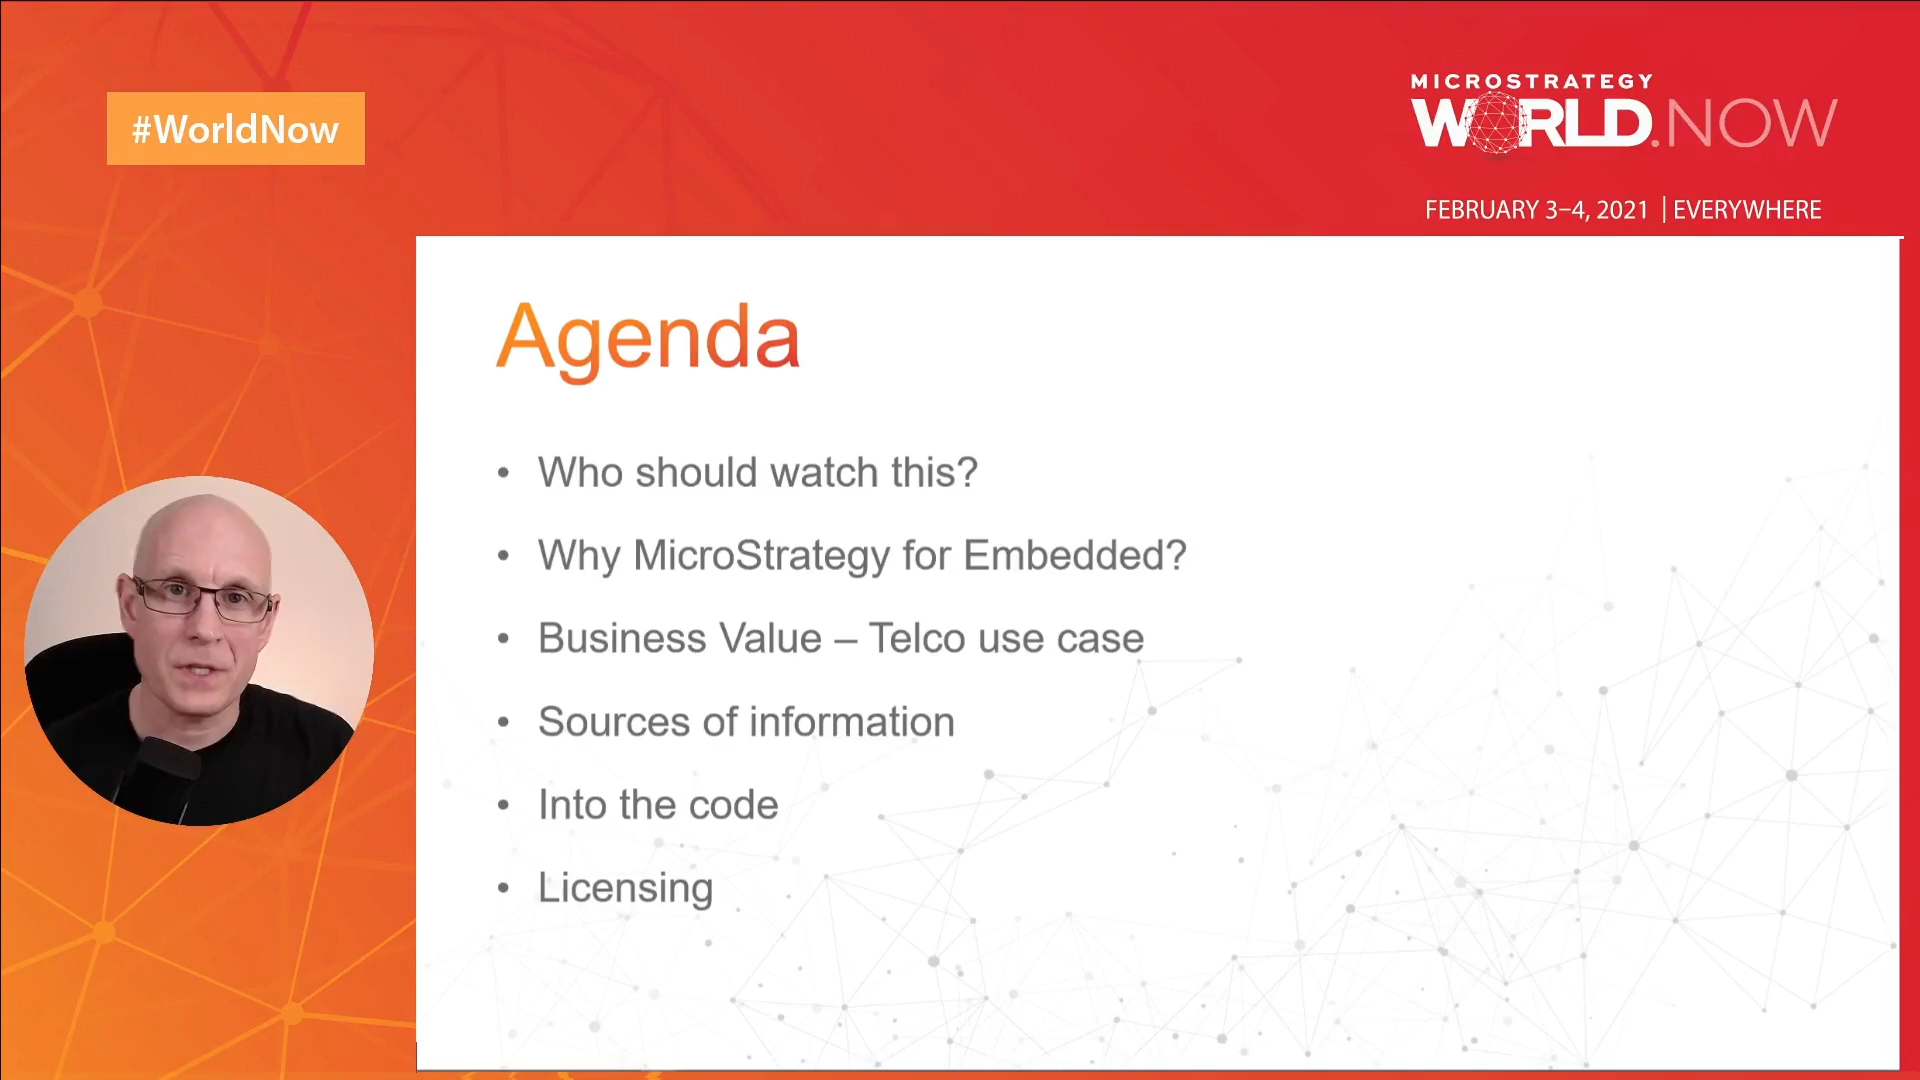 #WorldNow
MICROSTRATEGY
WORLD.NOW
FEBRUARY 3–4, 2021 | EVERYWHERE
Agenda
• Who should watch this?
• Why MicroStrategy for Embedded?
• Business Value – Telco use case
• Sources of information
• Into the code
• Licensing